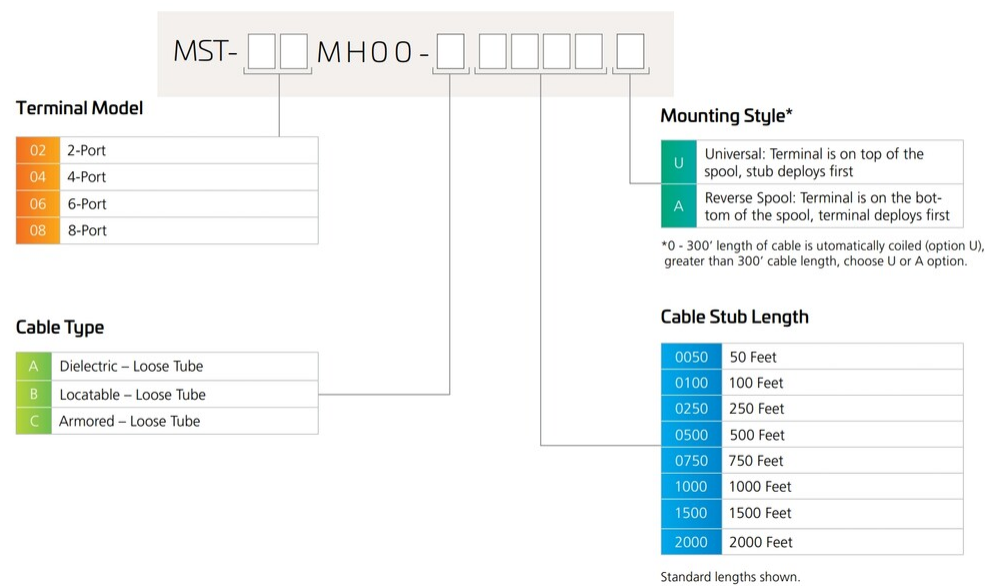 MST- MH00-
Terminal Model
02 2-Port
04 4-Port
06 6-Port
08 8-Port
Cable Type
A Dielectric – Loose Tube
B Locatable – Loose Tube
C Armored – Loose Tube
Mounting Style*
U Universal: Terminal is on top of the
spool, stub deploys first
A Reverse Spool: Terminal is on the bot-
tom of the spool, terminal deploys first
*0 - 300’ length of cable is utomatically coiled (option U),
greater than 300’ cable length, choose U or A option.
Cable Stub Length
0050 50 Feet
0100 100 Feet
0250 250 Feet
0500 500 Feet
0750 750 Feet
1000 1000 Feet
1500 1500 Feet
2000 2000 Feet
Standard lengths shown.